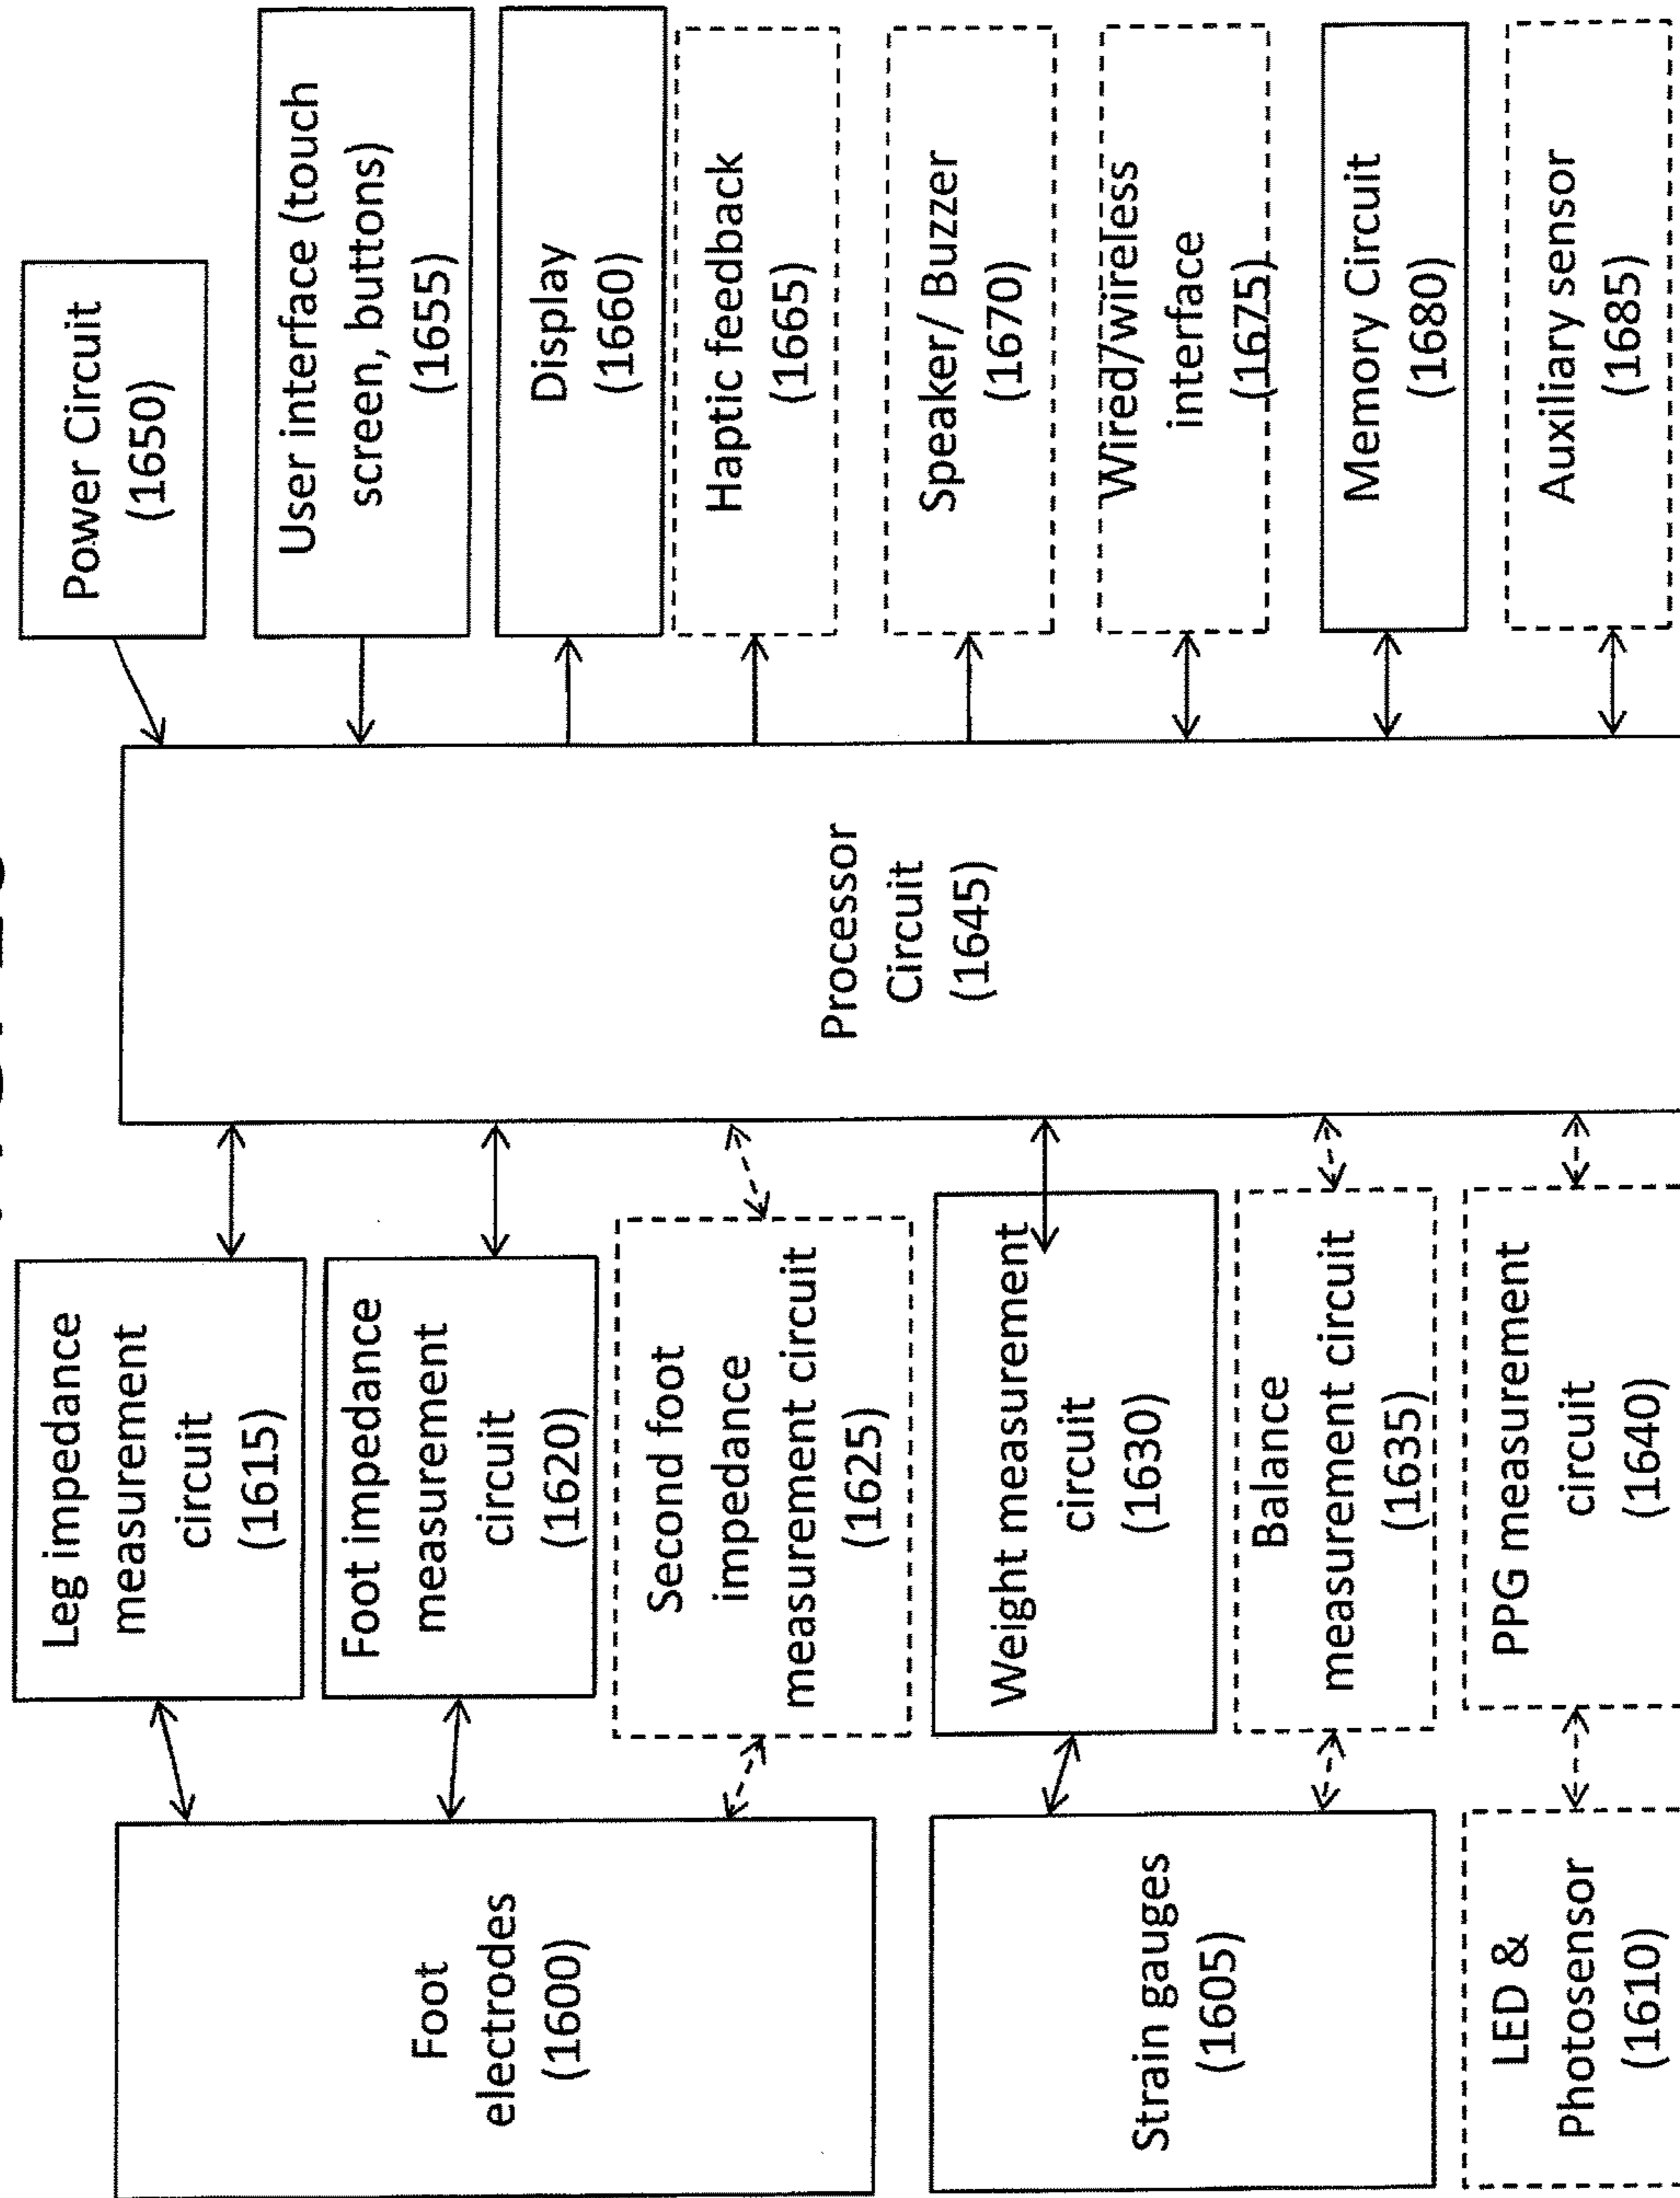 Foot
electrodes
(1600)
Strain gauges
(1605)
LED &
Photosensor
(1610)
Leg impedance
measurement
circuit
(1615)
Foot impedance
measurement
circuit
(1620)
Second foot
impedance
measurement circuit
(1625)
Weight measurement
circuit
(1630)
Balance
measurement circuit
(1635)
PPG measurement
circuit
(1640)
Processor
Circuit
(1645)
Power Circuit
(1650)
User interface (touch
screen, buttons)
(1655)
Display
(1660)
Haptic feedback
(1665)
Speaker/ Buzzer
(1670)
Wired/wireless
interface
(1675)
Memory Circuit
(1680)
Auxiliary sensor
(1685)